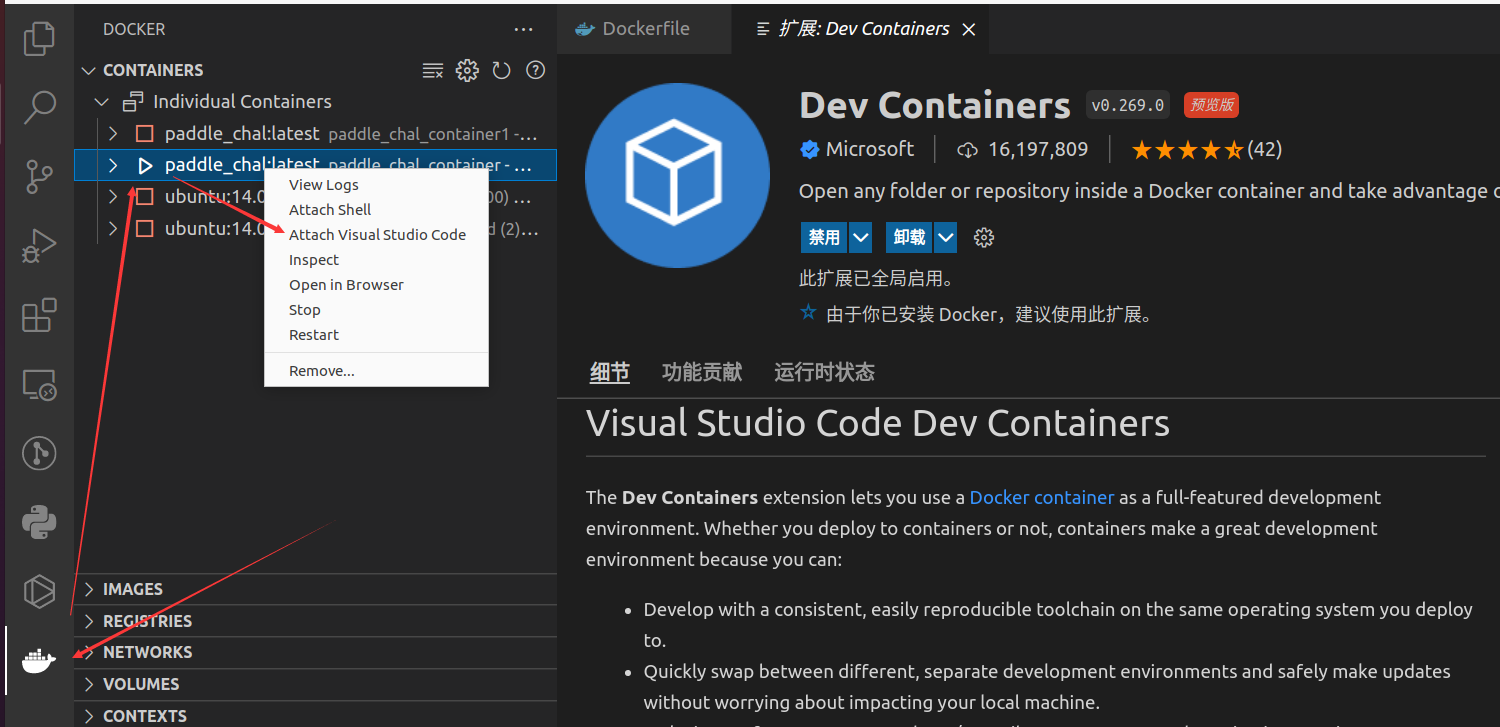 DOCKER
CONTAINERS
Individual Containers
paddle_chal:latest paddle_chal_container1 -...
paddle_chal:latest paddle_chal_container - ...
ubuntu:14.0 00) ...
ubuntu:14.0 d (2)...
View Logs
Attach Shell
Attach Visual Studio Code
Inspect
Open in Browser
Stop
Restart
Remove...
IMAGES
REGISTRIES
NETWORKS
VOLUMES
CONTEXTS
Dockerfile
扩展: Dev Containers
Dev Containers v0.269.0 预览版
Microsoft 16,197,809 (42)
Open any folder or repository inside a Docker container and take advantage
禁用 卸载
此扩展已全局启用。
由于你已安装 Docker，建议使用此扩展。
细节 功能贡献 运行时状态
Visual Studio Code Dev Containers
The Dev Containers extension lets you use a Docker container as a full-featured development
environment. Whether you deploy to containers or not, containers make a great development
environment because you can:
• Develop with a consistent, easily reproducible toolchain on the same operating system you deploy
to.
• Quickly swap between different, separate development environments and safely make updates
without worrying about impacting your local machine.